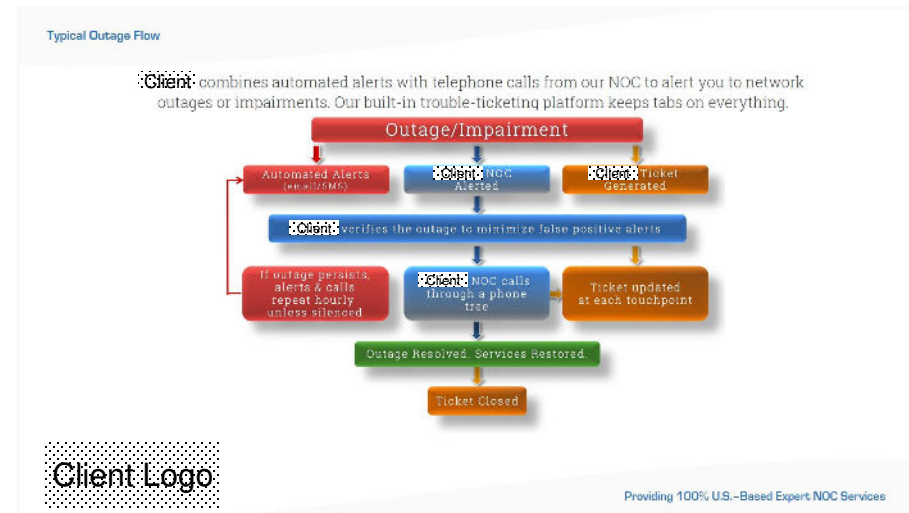 Typical Outage Flow
Client combines automated alerts with telephone calls from our NOC to alert you to network
outages or impairments. Our built-in trouble-ticketing platform keeps tabs on everything.
Outage/Impairment
Automated Alerts
(email/SMS)
Client NOC
Alerted
Client Ticket
Generated
Client verifies the outage to minimize false positive alerts
If outage persists,
alerts & calls
repeat hourly
unless silenced
Client NOC calls
through a phone
tree
Ticket updated
at each touchpoint
Outage Resolved. Services Restored.
Ticket Closed
Client Logo
Providing 100% U.S.-Based Expert NOC Services